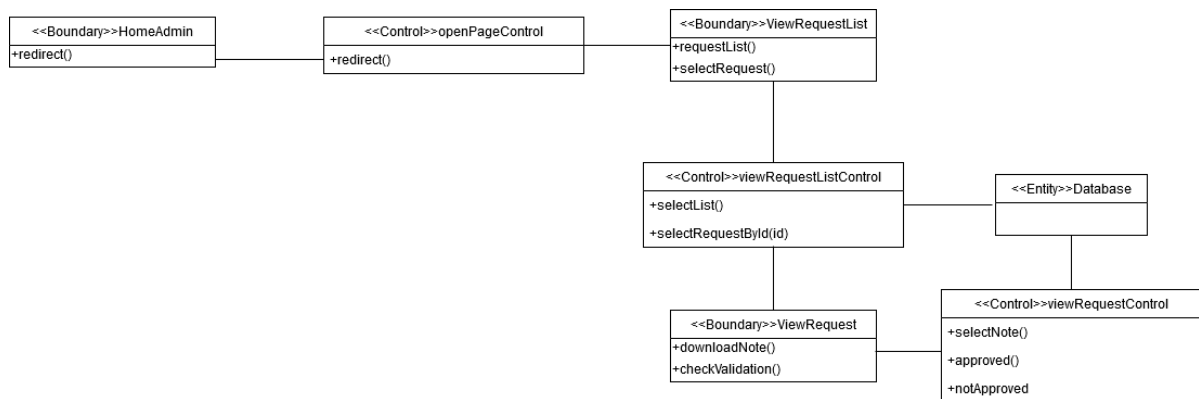 <<Boundary>>HomeAdmin
+redirect()
<<Control>>openPageControl
+redirect()
<<Boundary>>ViewRequestList
+requestList()
+selectRequest()
<<Control>>viewRequestListControl
+selectList()
+selectRequestById(id)
<<Entity>>Database
<<Boundary>>ViewRequest
+downloadNote()
+checkValidation()
<<Control>>viewRequestControl
+selectNote()
+approved()
+notApproved